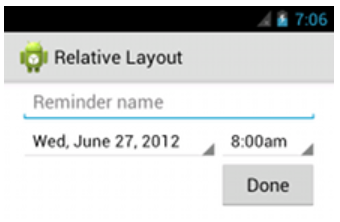 7:06
Relative Layout
Reminder name
Wed, June 27, 2012 8:00am
Done